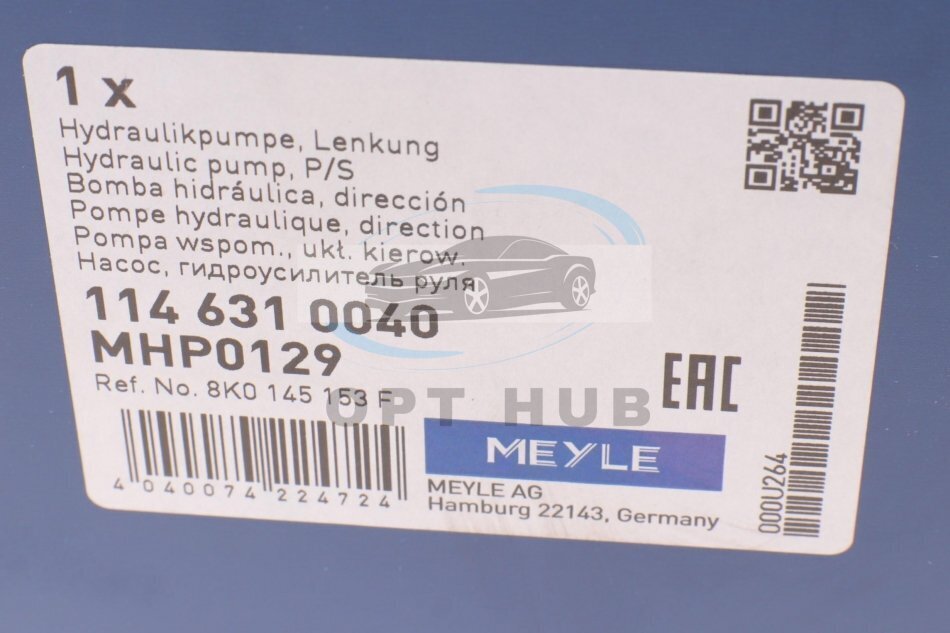 1 x
Hydraulikpumpe, Lenkung
Hydraulic pump, P/S
Bomba hidráulica, dirección
Pompe hydraulique, direction
Pompa wspom., ukł. kierow.
Насос, гидроусилитель руля
114 631 0040
MHP0129
Ref. No. 8K0 145 153 F
4 040074 224724
OPT HUB
EAC
MEYLE
MEYLE AG
Hamburg 22143, Germany
000U264